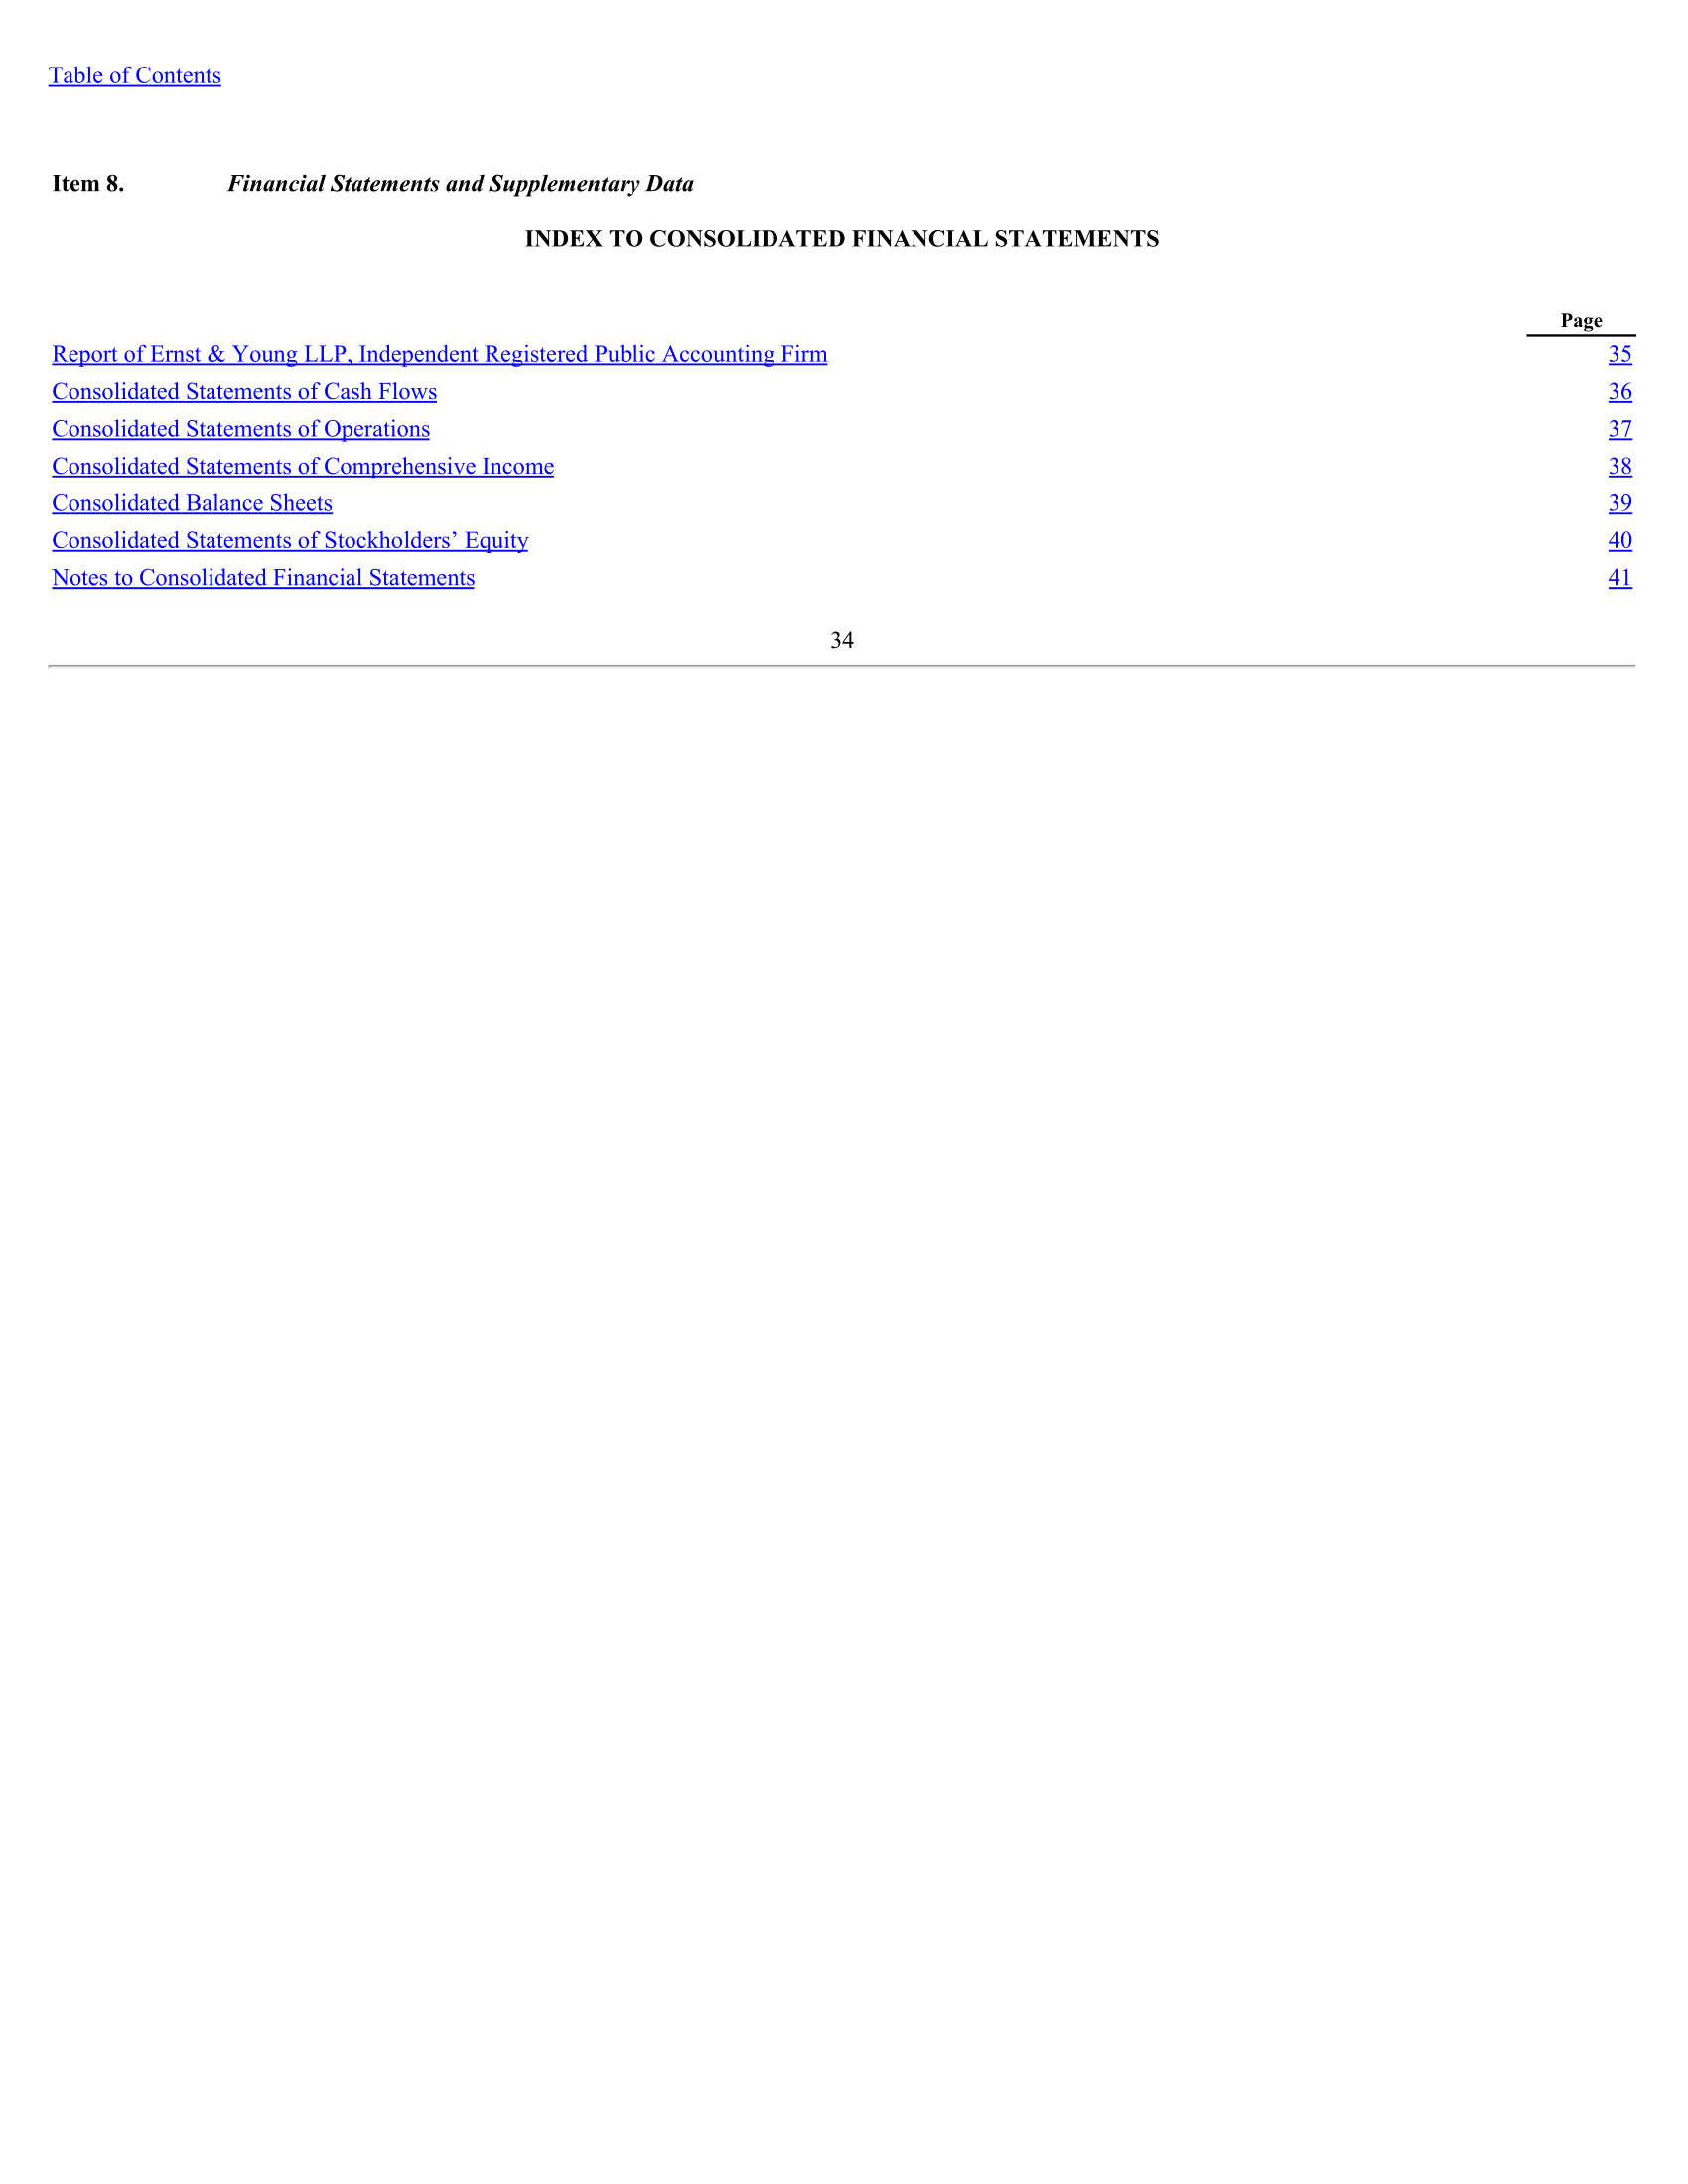 Table of Contents
Item 8. Financial Statements and Supplementary Data
INDEX TO CONSOLIDATED FINANCIAL STATEMENTS
Page
Report of Ernst & Young LLP, Independent Registered Public Accounting Firm 35
Consolidated Statements of Cash Flows 36
Consolidated Statements of Operations 37
Consolidated Statements of Comprehensive Income 38
Consolidated Balance Sheets 39
Consolidated Statements of Stockholders’ Equity 40
Notes to Consolidated Financial Statements 41
34